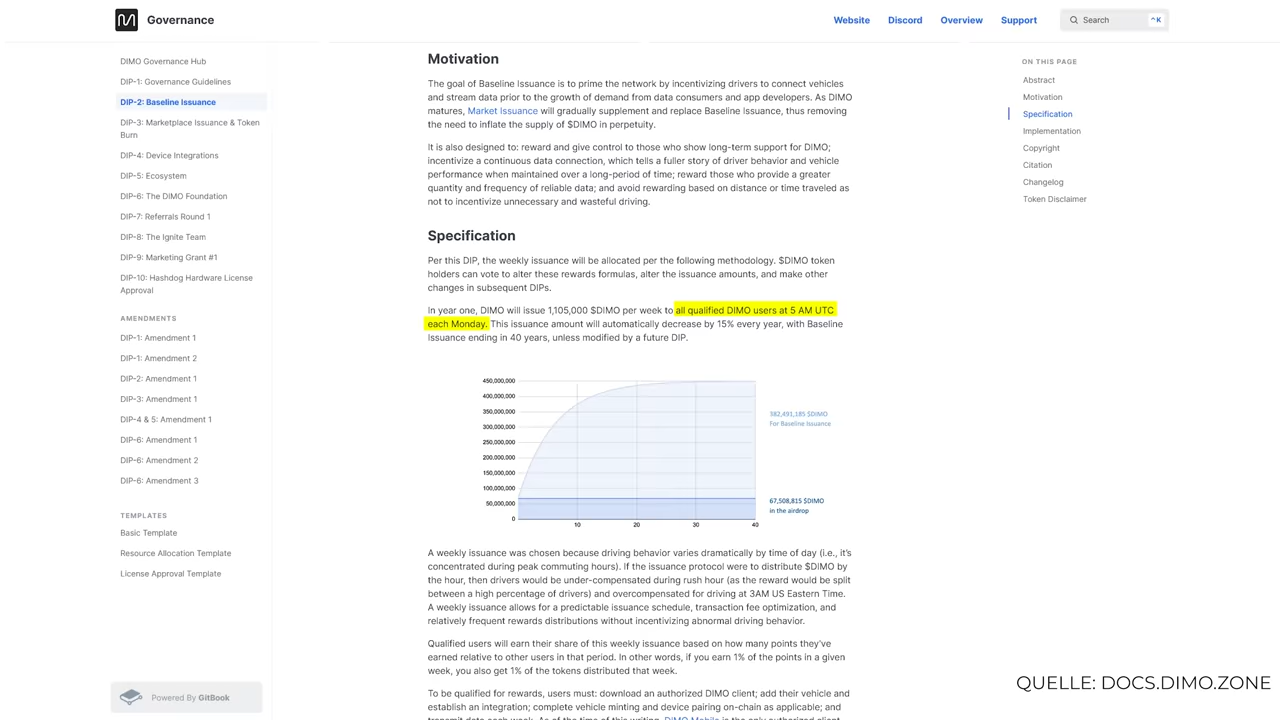 Governance
Website
Discord
Overview
Support
Search
^K
DIMO Governance Hub
DIP-1: Governance Guidelines
DIP-2: Baseline Issuance
DIP-3: Marketplace Issuance & Token
Burn
DIP-4: Device Integrations
DIP-5: Ecosystem
DIP-6: The DIMO Foundation
DIP-7: Referrals Round 1
DIP-8: The Ignite Team
DIP-9: Marketing Grant #1
DIP-10: Hashdog Hardware License
Approval
AMENDMENTS
DIP-1: Amendment 1
DIP-1: Amendment 2
DIP-2: Amendment 1
DIP-3: Amendment 1
DIP-4 & 5: Amendment 1
DIP-6: Amendment 1
DIP-6: Amendment 2
DIP-6: Amendment 3
TEMPLATES
Basic Template
Resource Allocation Template
License Approval Template
Powered By GitBook
Motivation
The goal of Baseline Issuance is to prime the network by incentivizing drivers to connect vehicles
and stream data prior to the growth of demand from data consumers and app developers. As DIMO
matures, Market Issuance will gradually supplement and replace Baseline Issuance, thus removing
the need to inflate the supply of $DIMO in perpetuity.
It is also designed to: reward and give control to those who show long-term support for DIMO;
incentivize a continuous data connection, which tells a fuller story of driver behavior and vehicle
performance when maintained over a long-period of time; reward those who provide a greater
quantity and frequency of reliable data; and avoid rewarding based on distance or time traveled as
not to incentivize unnecessary and wasteful driving.
Specification
Per this DIP, the weekly issuance will be allocated per the following methodology. $DIMO token
holders can vote to alter these rewards formulas, alter the issuance amounts, and make other
changes in subsequent DIPs.
In year one, DIMO will issue 1,105,000 $DIMO per week to all qualified DIMO users at 5 AM UTC
each Monday. This issuance amount will automatically decrease by 15% every year, with Baseline
Issuance ending in 40 years, unless modified by a future DIP.
450,000,000
400,000,000
350,000,000
300,000,000
250,000,000
200,000,000
150,000,000
100,000,000
50,000,000
0
10
20
30
40
382,491,185 $DIMO
For Baseline Issuance
67,508,815 $DIMO
in the airdrop
A weekly issuance was chosen because driving behavior varies dramatically by time of day (i.e., it's
concentrated during peak commuting hours). If the issuance protocol were to distribute $DIMO by
the hour, then drivers would be under-compensated during rush hour (as the reward would be split
between a high percentage of drivers) and overcompensated for driving at 3AM US Eastern Time.
A weekly issuance allows for a predictable issuance schedule, transaction fee optimization, and
relatively frequent rewards distributions without incentivizing abnormal driving behavior.
Qualified users will earn their share of this weekly issuance based on how many points they've
earned relative to other users in that period. In other words, if you earn 1% of the points in a given
week, you also get 1% of the tokens distributed that week.
To be qualified for rewards, users must: download an authorized DIMO client; add their vehicle and
establish an integration; complete vehicle minting and device pairing on-chain as applicable; and
transmit data each week. As of the time of this writing, DIMO Mobile is the only authorized client
ON THIS PAGE
Abstract
Motivation
Specification
Implementation
Copyright
Citation
Changelog
Token Disclaimer
QUELLE: DOCS.DIMO.ZONE